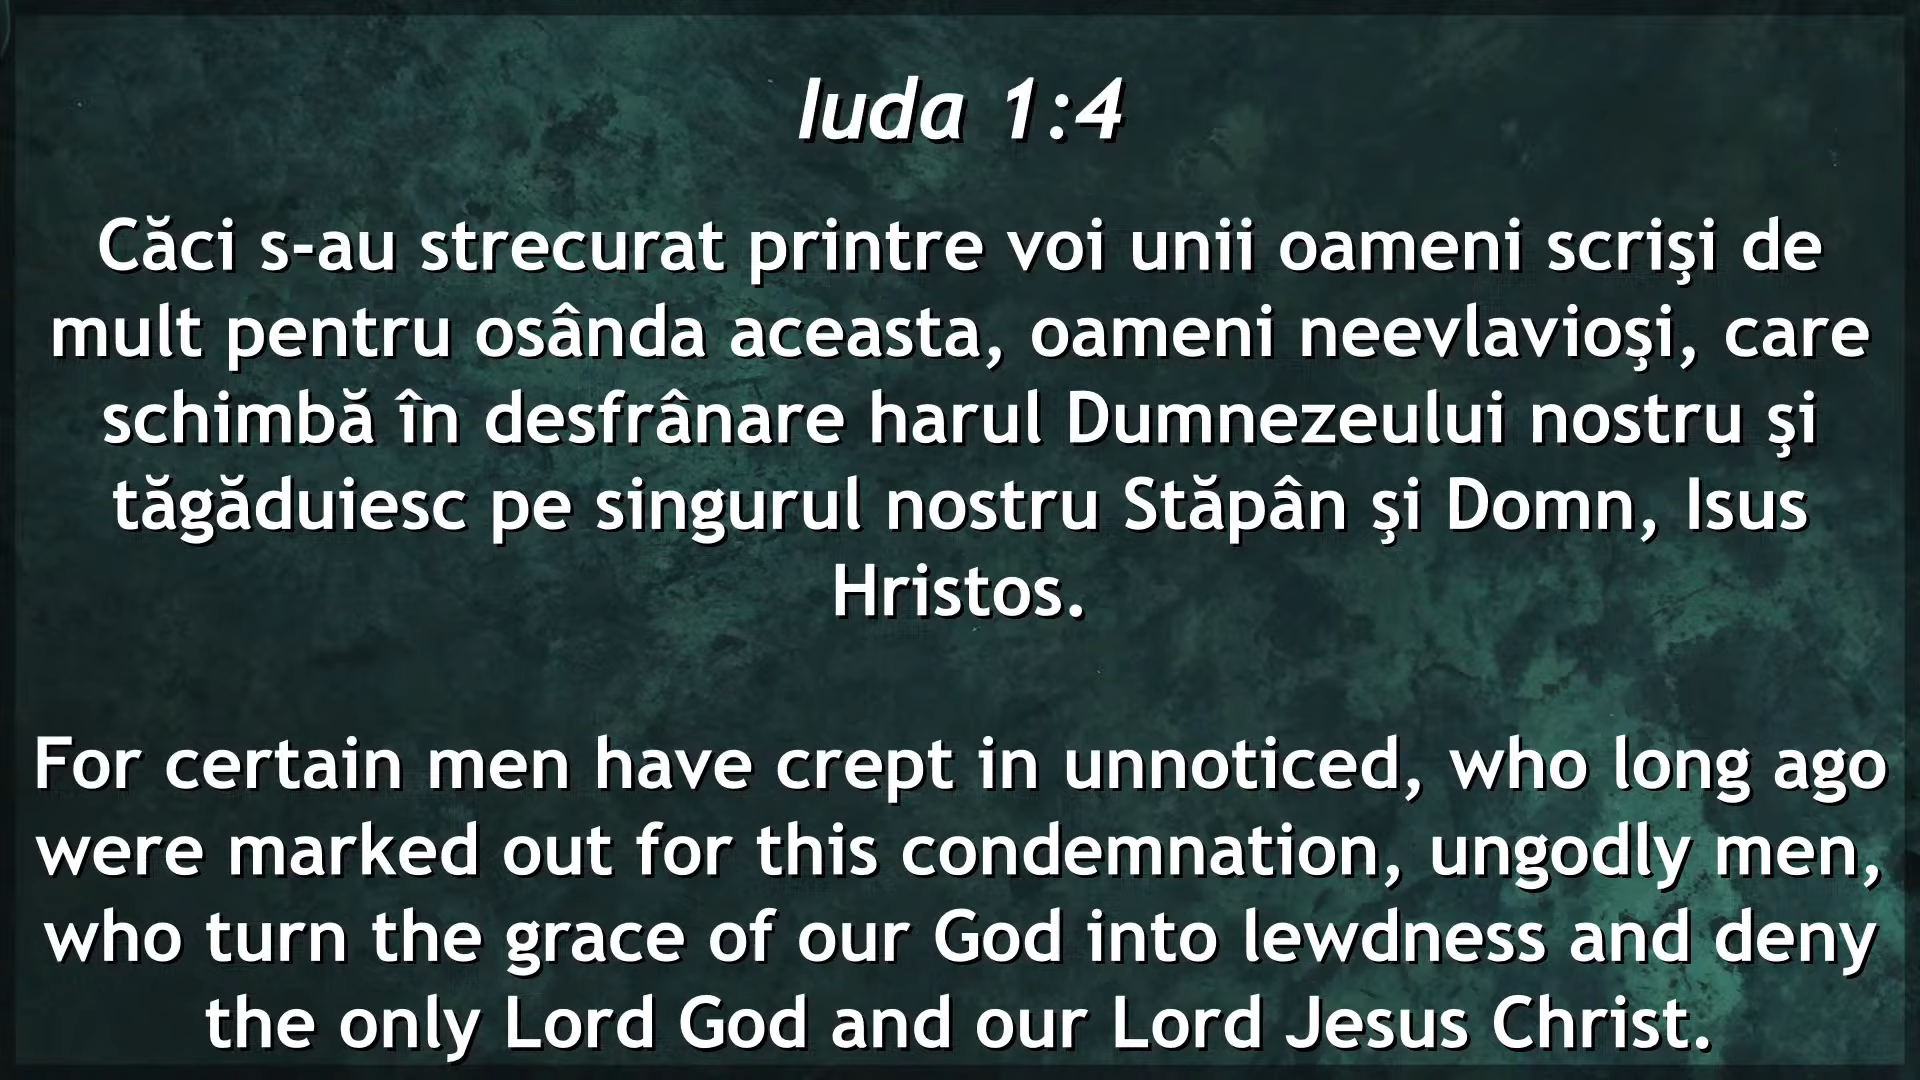 Iuda 1:4
Căci s-au strecurat printre voi unii oameni scrişi de
mult pentru osânda aceasta, oameni neevlavioşi, care
schimbă în desfrânare harul Dumnezeului nostru şi
tăgăduiesc pe singurul nostru Stăpân şi Domn, Isus
Hristos.
For certain men have crept in unnoticed, who long ago
were marked out for this condemnation, ungodly men,
who turn the grace of our God into lewdness and deny
the only Lord God and our Lord Jesus Christ.